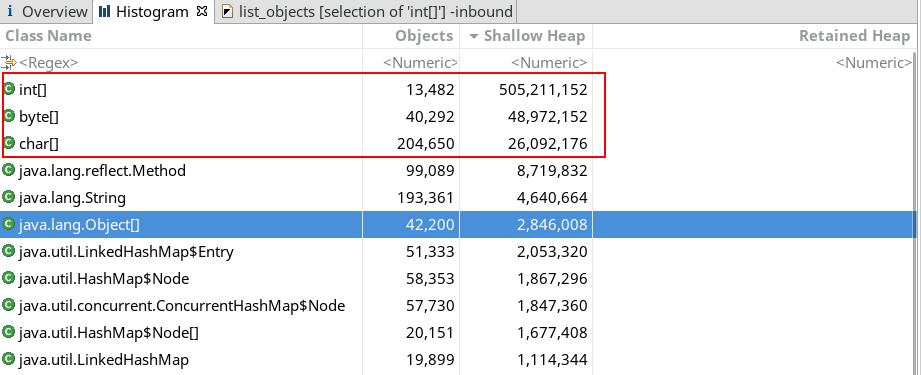 i Overview Histogram list_objects [selection of 'int[]'] -inbound
Class Name Objects Shallow Heap Retained Heap
<Regex> <Numeric> <Numeric> <Numeric>
int[] 13,482 505,211,152
byte[] 40,292 48,972,152
char[] 204,650 26,092,176
java.lang.reflect.Method 99,089 8,719,832
java.lang.String 193,361 4,640,664
java.lang.Object[] 42,200 2,846,008
java.util.LinkedHashMap$Entry 51,333 2,053,320
java.util.HashMap$Node 58,353 1,867,296
java.util.concurrent.ConcurrentHashMap$Node 57,730 1,847,360
java.util.HashMap$Node[] 20,151 1,677,408
java.util.LinkedHashMap 19,899 1,114,344